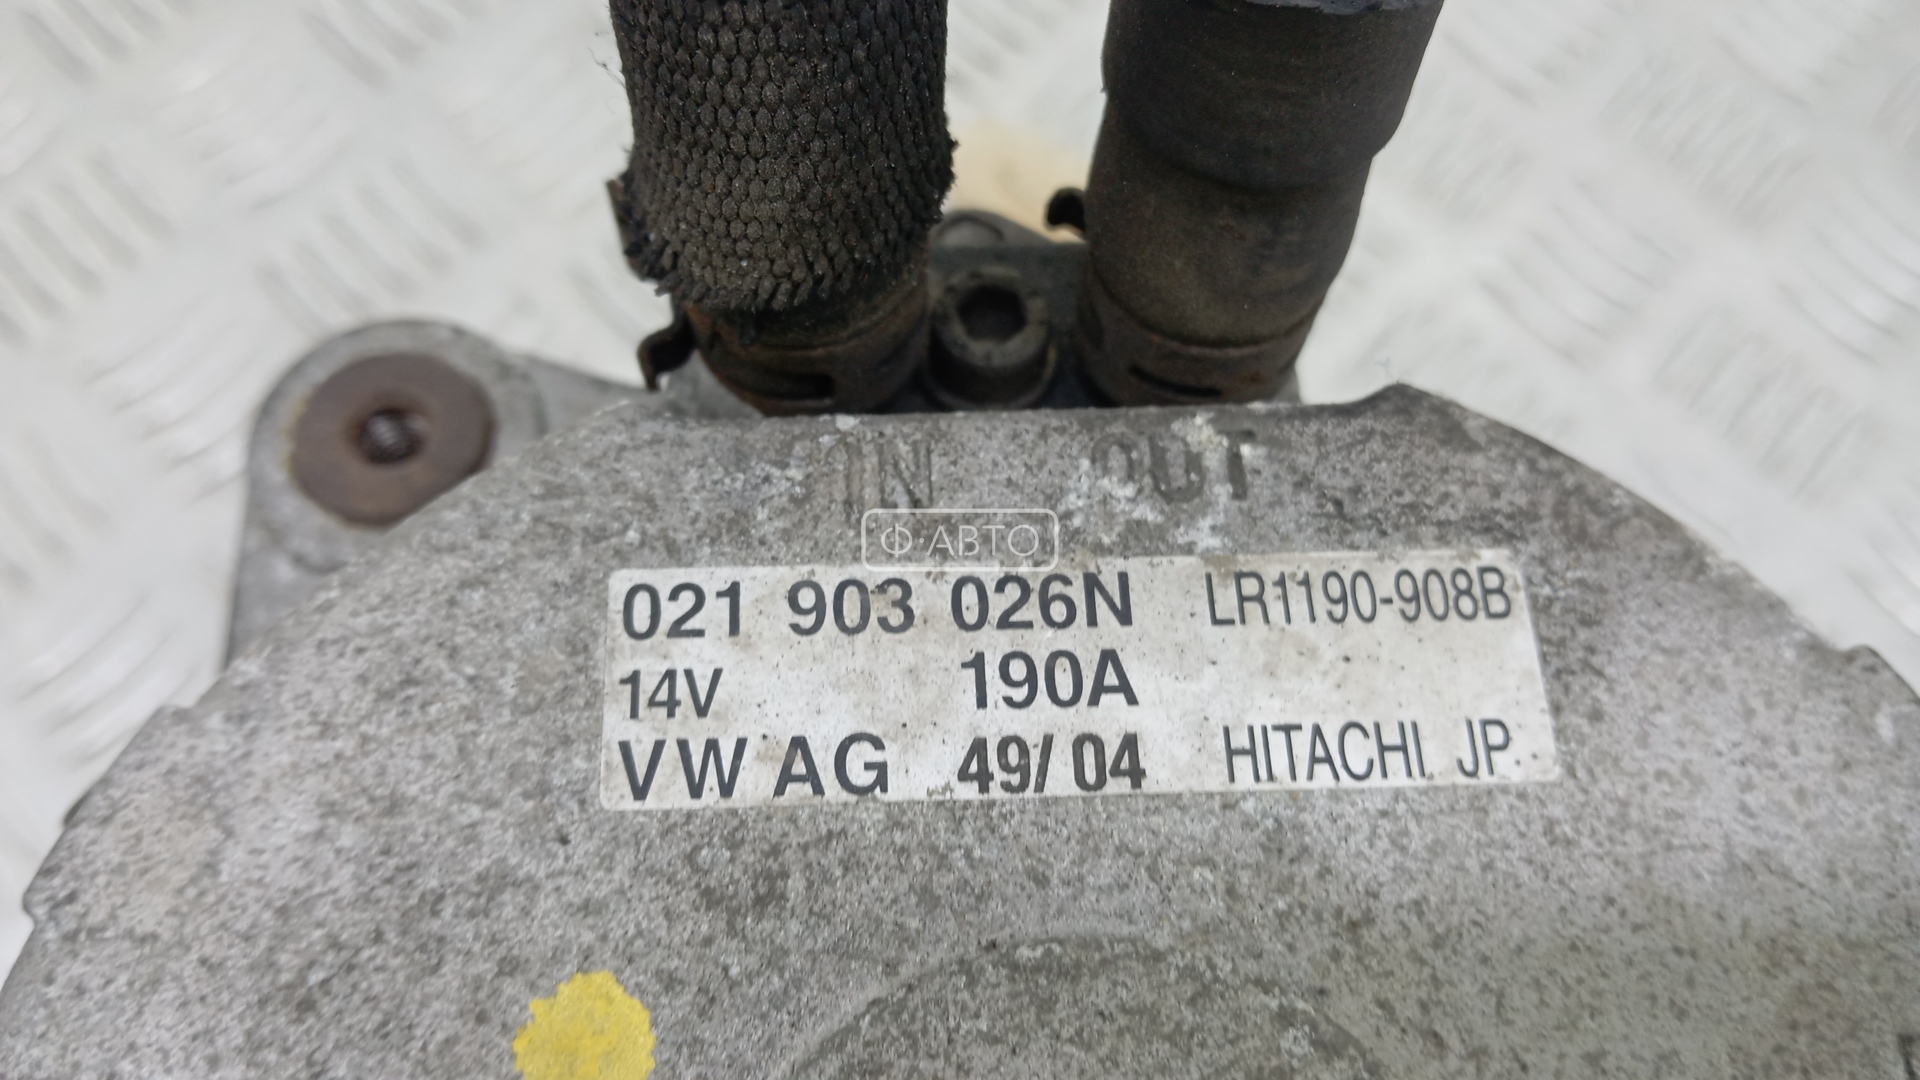 IN OUT
Ф·АВТО
021 903 026N LR1190-908B
14V 190A
VW AG 49/04 HITACHI. JP.